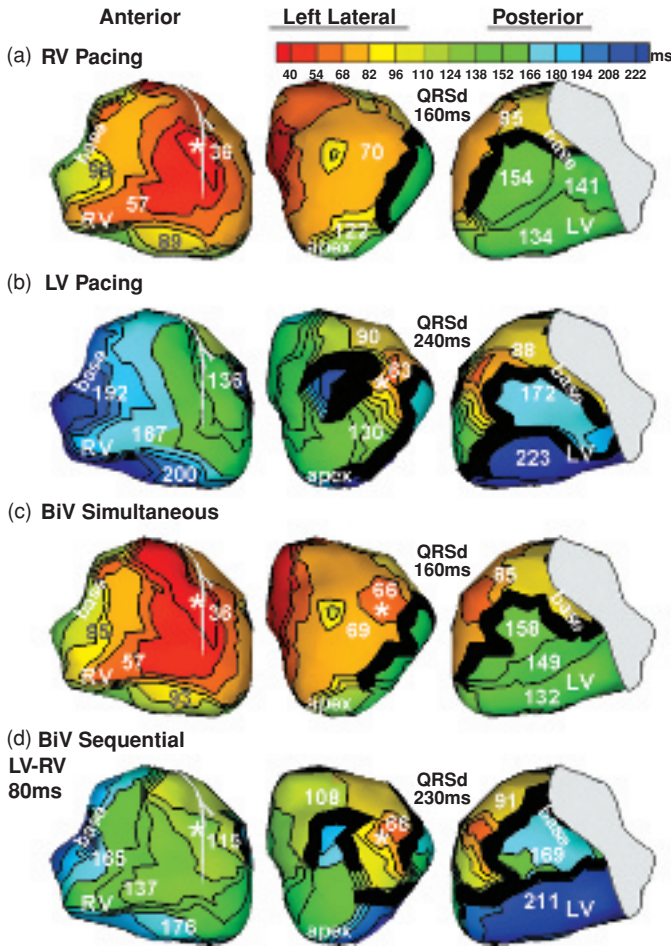 Anterior Left Lateral Posterior
(a) RV Pacing
40 54 68 82 96 110 124 138 152 166 180 194 208 222 ms
QRSd
160ms
base 36 57 RV 89
70 122 apex
95 base 154 141 134 LV
(b) LV Pacing
QRSd
240ms
base 192 136 RV 167 200
90 63 130 apex
88 base 172 LV 223
(c) BiV Simultaneous
QRSd
160ms
base 36 95 57 RV
66 69 apex
85 base 158 149 132 LV
(d) BiV Sequential
LV-RV
80ms
QRSd
230ms
base 115 165 137 RV 176
108 66 apex
91 base 169 211 LV